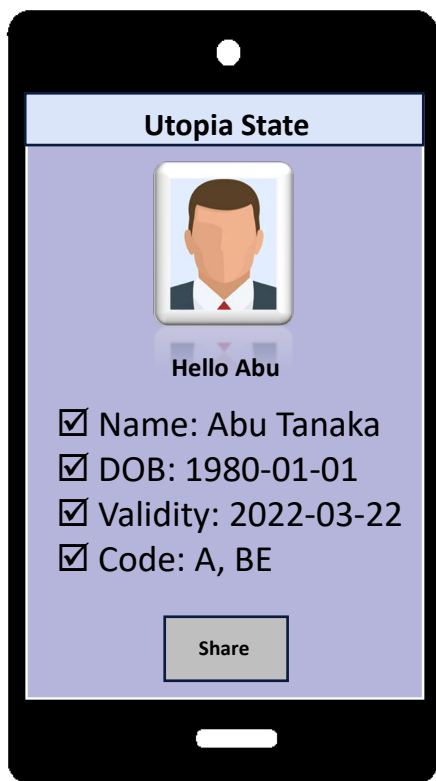 Utopia State
Hello Abu
☑ Name: Abu Tanaka
☑ DOB: 1980-01-01
☑ Validity: 2022-03-22
☑ Code: A, BE
Share